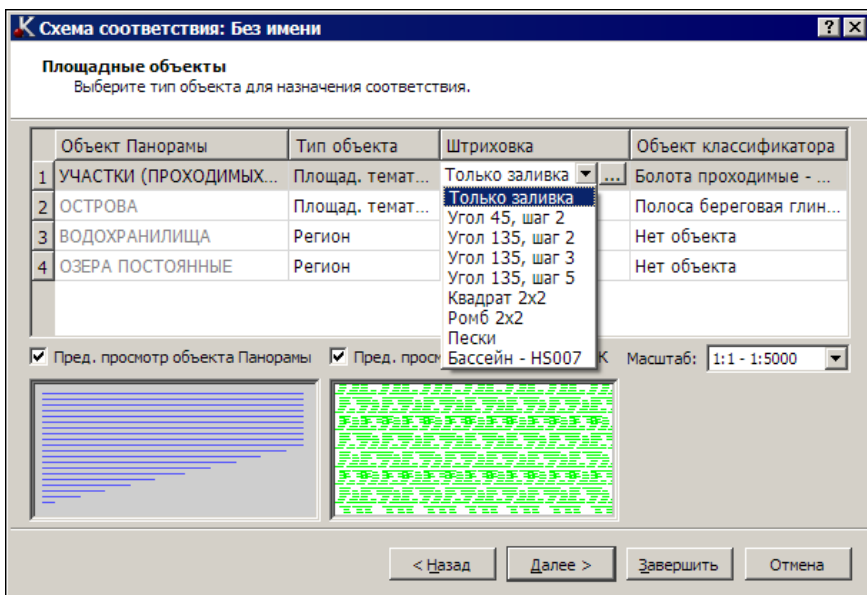 Схема соответствия: Без имени
Площадные объекты
Выберите тип объекта для назначения соответствия.
Объект Панорамы Тип объекта Штриховка Объект классификатора
1 УЧАСТКИ (ПРОХОДИМЫХ... Площад. темат... Только заливка ... Болота проходимые - ...
2 ОСТРОВА Площад. темат... Полоса береговая глин...
3 ВОДОХРАНИЛИЩА Регион Нет объекта
4 ОЗЕРА ПОСТОЯННЫЕ Регион Нет объекта
Только заливка
Угол 45, шаг 2
Угол 135, шаг 2
Угол 135, шаг 3
Угол 135, шаг 5
Квадрат 2x2
Ромб 2x2
Пески
Бассейн - HS007
Пред. просмотр объекта Панорамы Пред. прос К Масштаб: 1:1 - 1:5000
< Назад Далее > Завершить Отмена